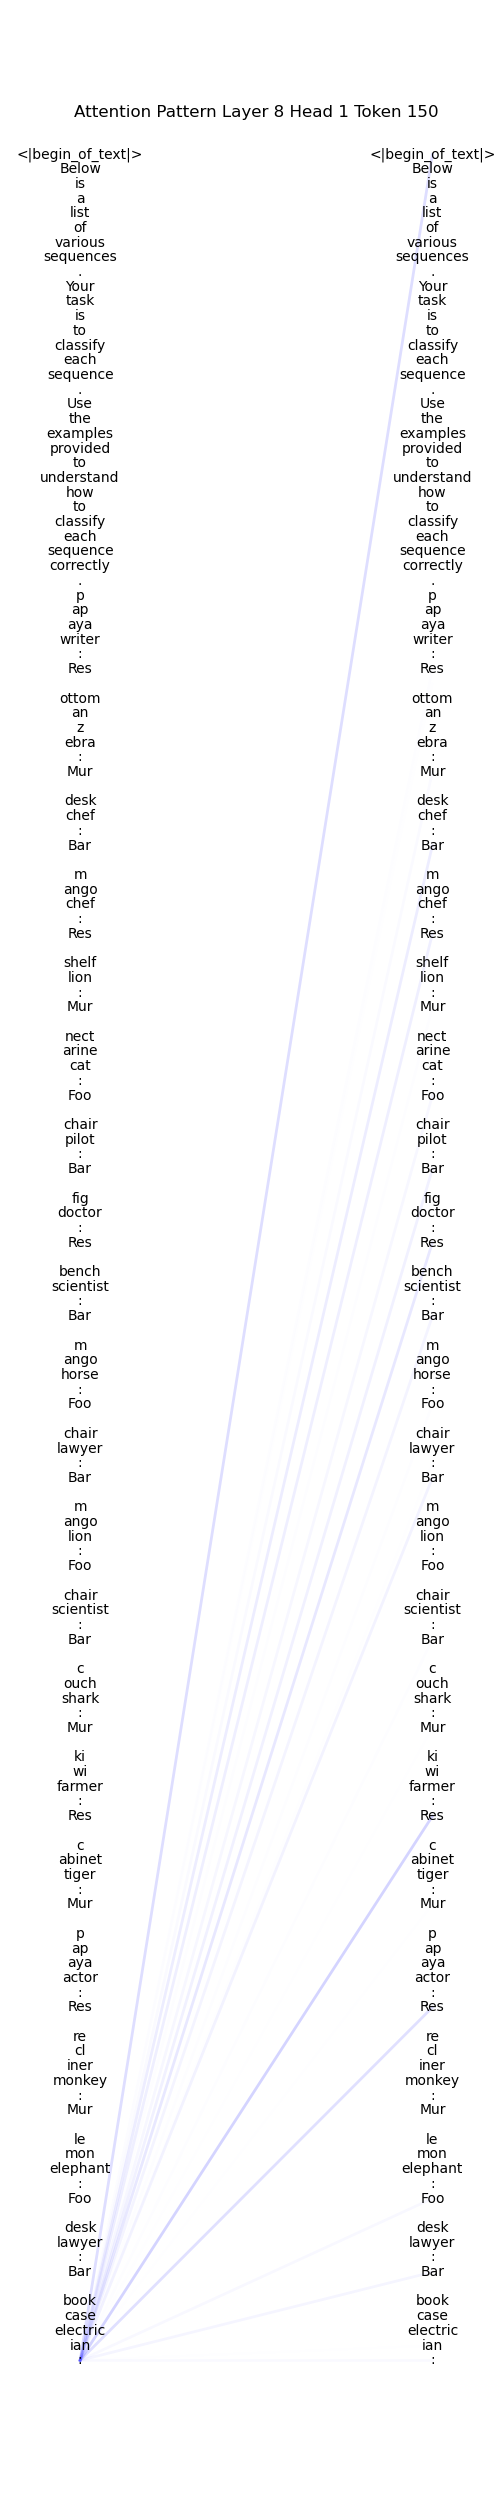 Attention Pattern Layer 8 Head 1 Token 150
<|begin_of_text|> <|begin_of_text|>
Below Below
is is
a a
list list
of of
various various
sequences sequences
. .
Your Your
task task
is is
to to
classify classify
each each
sequence sequence
. .
Use Use
the the
examples examples
provided provided
to to
understand understand
how how
to to
classify classify
each each
sequence sequence
correctly correctly
. .
p p
ap ap
aya aya
writer writer
: :
Res Res
ottom ottom
an an
z z
ebra ebra
: :
Mur Mur
desk desk
chef chef
: :
Bar Bar
m m
ango ango
chef chef
: :
Res Res
shelf shelf
lion lion
: :
Mur Mur
nect nect
arine arine
cat cat
: :
Foo Foo
chair chair
pilot pilot
: :
Bar Bar
fig fig
doctor doctor
: :
Res Res
bench bench
scientist scientist
: :
Bar Bar
m m
ango ango
horse horse
: :
Foo Foo
chair chair
lawyer lawyer
: :
Bar Bar
m m
ango ango
lion lion
: :
Foo Foo
chair chair
scientist scientist
: :
Bar Bar
c c
ouch ouch
shark shark
: :
Mur Mur
ki ki
wi wi
farmer farmer
: :
Res Res
c c
abinet abinet
tiger tiger
: :
Mur Mur
p p
ap ap
aya aya
actor actor
: :
Res Res
re re
cl cl
iner iner
monkey monkey
: :
Mur Mur
le le
mon mon
elephant elephant
: :
Foo Foo
desk desk
lawyer lawyer
: :
Bar Bar
book book
case case
electric electric
ian ian
: :